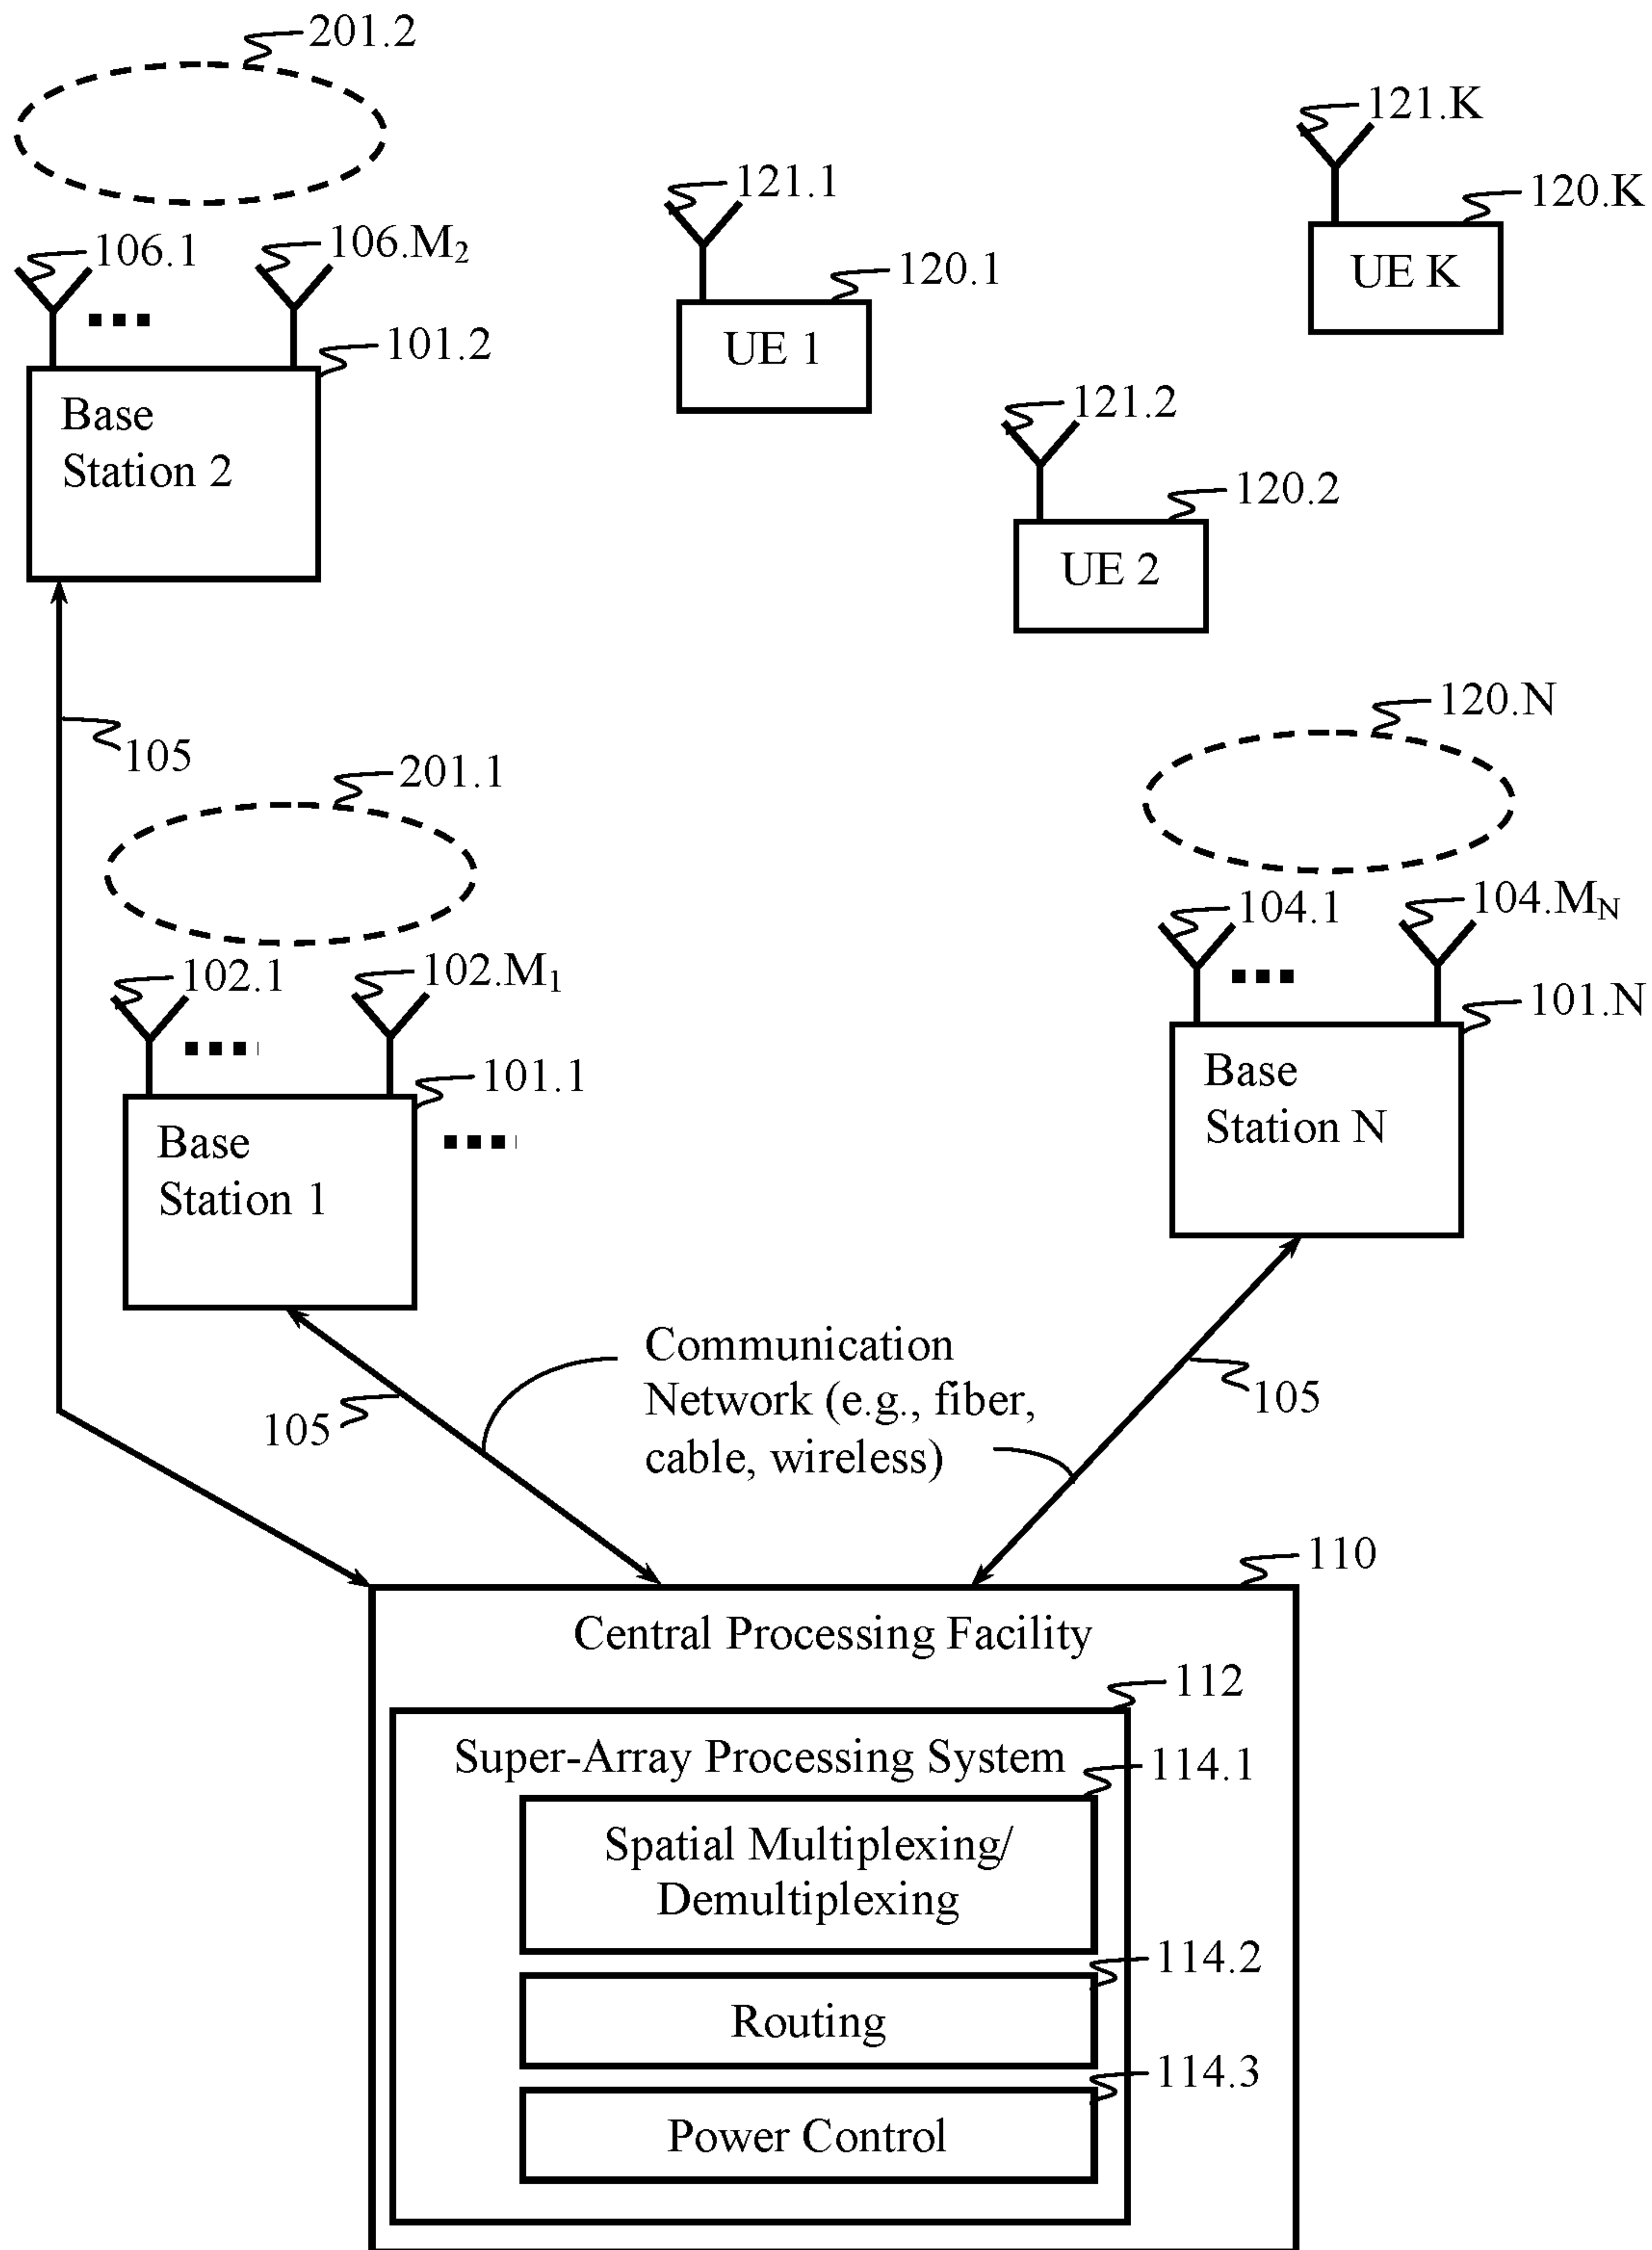 201.2
121.K
120.K
UE K
121.1
120.1
UE 1
106.1
106.M₂
101.2
Base
Station 2
121.2
120.2
UE 2
105
201.1
120.N
102.1
102.M₁
101.1
Base
Station 1
104.1
104.M_N
101.N
Base
Station N
105
Communication
Network (e.g., fiber,
cable, wireless)
105
110
Central Processing Facility
112
Super-Array Processing System
114.1
Spatial Multiplexing/
Demultiplexing
114.2
Routing
114.3
Power Control